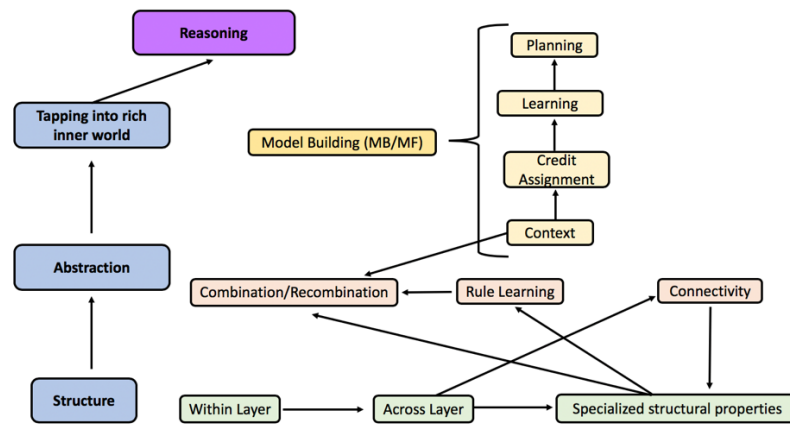 Reasoning
Planning
Tapping into rich
inner world
Learning
Model Building (MB/MF)
Credit
Assignment
Context
Abstraction
Combination/Recombination
Rule Learning
Connectivity
Structure
Within Layer
Across Layer
Specialized structural properties